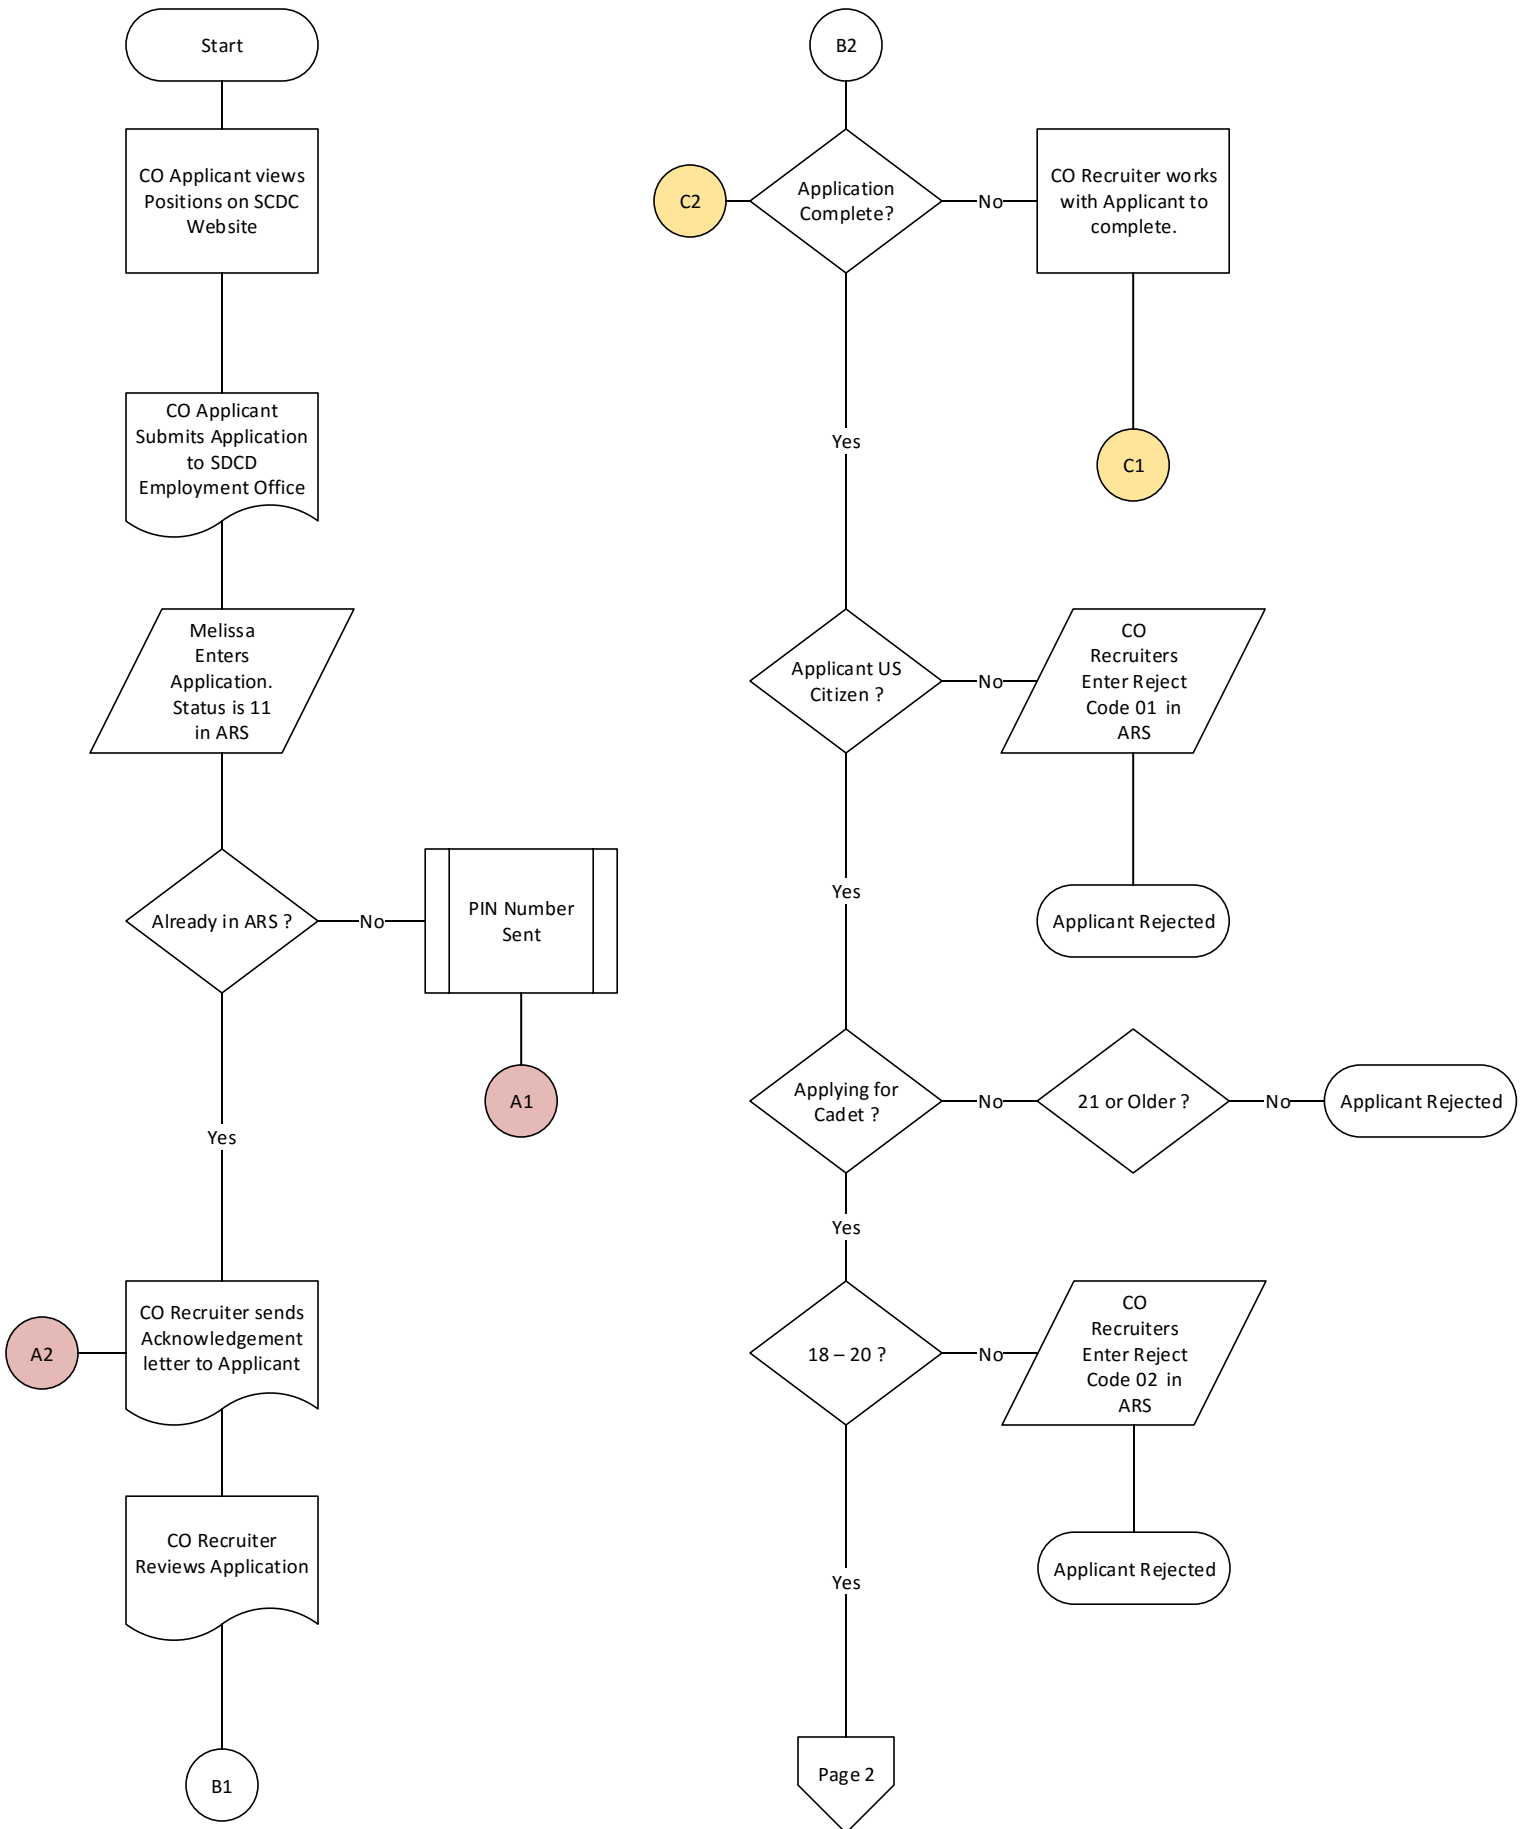 Start
CO Applicant views
Positions on SCDC
Website
CO Applicant
Submits Application
to SDCD
Employment Office
Melissa
Enters
Application.
Status is 11
in ARS
Already in ARS ?
No
PIN Number
Sent
A1
Yes
A2
CO Recruiter sends
Acknowledgement
letter to Applicant
CO Recruiter
Reviews Application
B1
B2
C2
Application
Complete?
No
CO Recruiter works
with Applicant to
complete.
C1
Yes
Applicant US
Citizen ?
No
CO
Recruiters
Enter Reject
Code 01 in
ARS
Applicant Rejected
Yes
Applying for
Cadet ?
No
21 or Older ?
No
Applicant Rejected
Yes
18 – 20 ?
No
CO
Recruiters
Enter Reject
Code 02 in
ARS
Applicant Rejected
Yes
Page 2